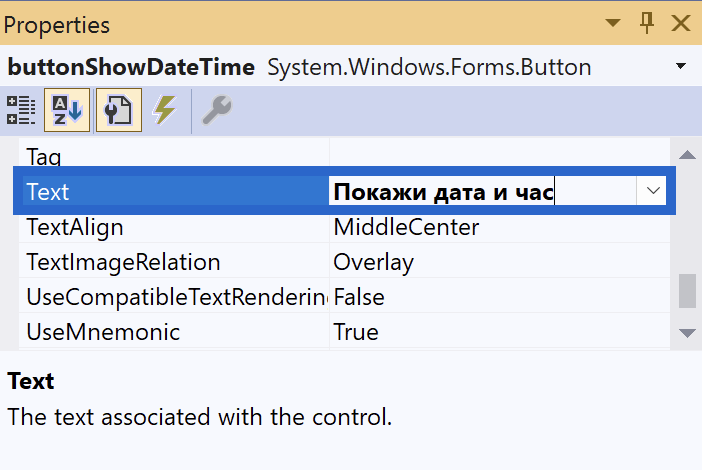 Properties
buttonShowDateTime System.Windows.Forms.Button
Tag
Text Покажи дата и час
TextAlign MiddleCenter
TextImageRelation Overlay
UseCompatibleTextRenderin False
UseMnemonic True
Text
The text associated with the control.